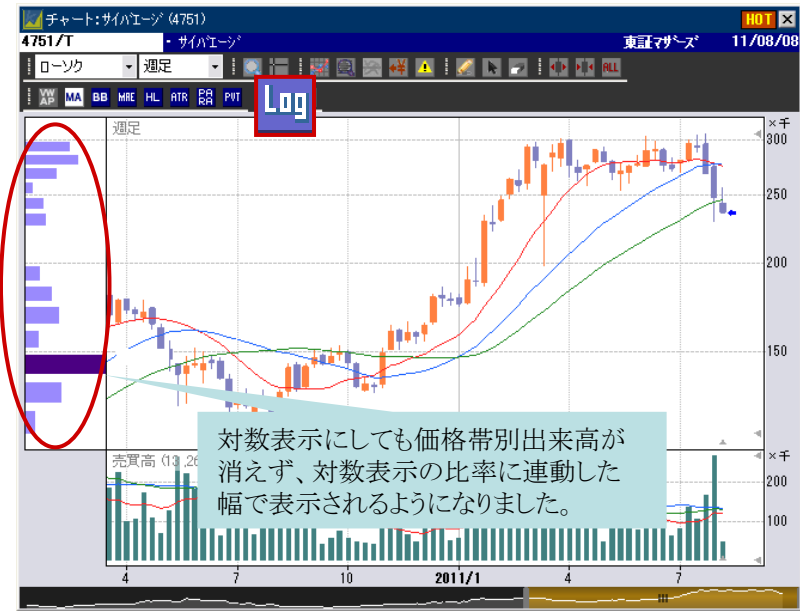 チャート:サイバエージ (4751)
HOT
4751/T
・サイバエージ
東証マザーズ
11/08/08
ローソク
週足
ALL
VWAP MA BB MAE HL ATR PARA PVT
Log
週足
×千
300
250
200
150
対数表示にしても価格帯別出来高が
消えず、対数表示の比率に連動した
幅で表示されるようになりました。
売買高 (13,26
×千
200
100
4 7 10 2011/1 4 7